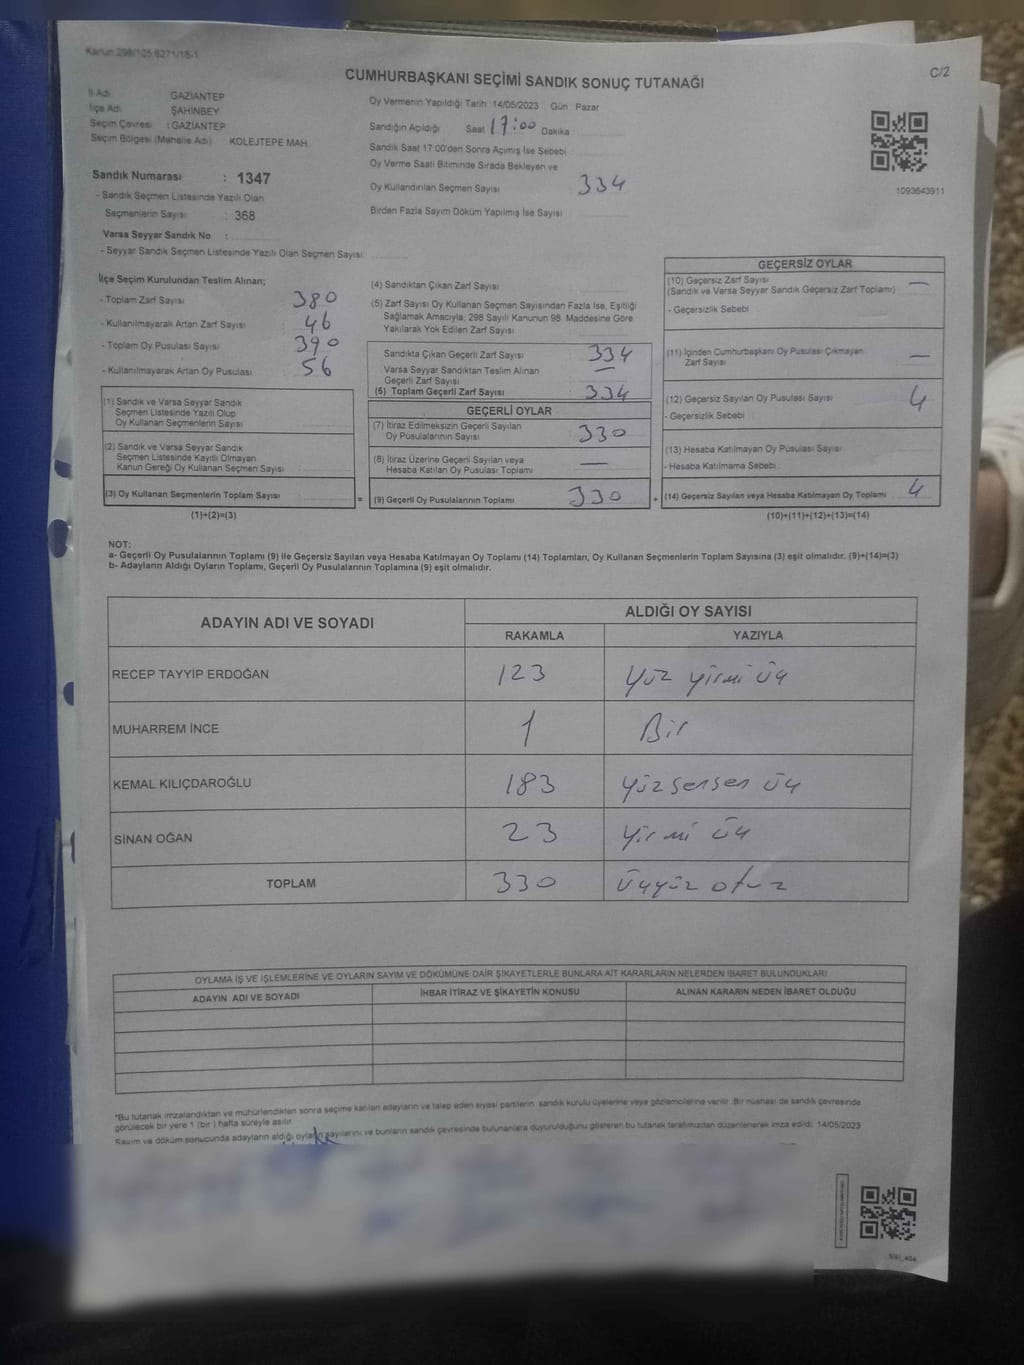 Kanun 298/105.6271/18-1
C/2
CUMHURBAŞKANI SEÇİMİ SANDIK SONUÇ TUTANAĞI
İl Adı GAZİANTEP
İlçe Adı ŞAHİNBEY
Seçim Çevresi : GAZİANTEP
Seçim Bölgesi (Mahalle Adı) KOLEJTEPE MAH.
Sandık Numarası : 1347
- Sandık Seçmen Listesinde Yazılı Olan
Seçmenlerin Sayısı : 368
Varsa Seyyar Sandık No :
- Seyyar Sandık Seçmen Listesinde Yazılı Olan Seçmen Sayısı
Oy Vermenin Yapıldığı Tarih 14/05/2023 Gün Pazar
Sandığın Açıldığı Saat 17:00 Dakika
Sandık Saat 17:00'den Sonra Açımış İse Sebebi
Oy Verme Saati Bitiminde Sırada Bekleyen ve
Oy Kullandırılan Seçmen Sayısı 334
Birden Fazla Sayım Döküm Yapılmış İse Sayısı
1093643911
İlçe Seçim Kurulundan Teslim Alınan;
- Toplam Zarf Sayısı 380
- Kullanılmayarak Artan Zarf Sayısı 46
- Toplam Oy Pusulası Sayısı 390
- Kullanılmayarak Artan Oy Pusulası 56
(1) Sandık ve Varsa Seyyar Sandık
Seçmen Listesinde Yazılı Olup
Oy Kullanan Seçmenlerin Sayısı
(2) Sandık ve Varsa Seyyar Sandık
Seçmen Listesinde Kayıtlı Olmayan
Kanun Gereği Oy Kullanan Seçmen Sayısı
(3) Oy Kullanan Seçmenlerin Toplam Sayısı
(1)+(2)=(3)
=
(4) Sandıktan Çıkan Zarf Sayısı
(5) Zarf Sayısı Oy Kullanan Seçmen Sayısından Fazla İse, Eşitliği
Sağlamak Amacıyla; 298 Sayılı Kanunun 98. Maddesine Göre
Yakılarak Yok Edilen Zarf Sayısı
Sandıkta Çıkan Geçerli Zarf Sayısı 334
Varsa Seyyar Sandıktan Teslim Alınan
Geçerli Zarf Sayısı —
(6) Toplam Geçerli Zarf Sayısı 334
GEÇERLİ OYLAR
(7) İtiraz Edilmeksizin Geçerli Sayılan
Oy Pusulalarının Sayısı 330
(8) İtiraz Üzerine Geçerli Sayılan veya
Hesaba Katılan Oy Pusulası Toplamı —
(9) Geçerli Oy Pusulalarının Toplamı 330
+
GEÇERSİZ OYLAR
(10) Geçersiz Zarf Sayısı —
(Sandık ve Varsa Seyyar Sandık Geçersiz Zarf Toplamı)
- Geçersizlik Sebebi
(11) İçinden Cumhurbaşkanı Oy Pusulası Çıkmayan
Zarf Sayısı —
(12) Geçersiz Sayılan Oy Pusulası Sayısı 4
- Geçersizlik Sebebi
(13) Hesaba Katılmayan Oy Pusulası Sayısı
- Hesaba Katılmama Sebebi
(14) Geçersiz Sayılan veya Hesaba Katılmayan Oy Toplamı 4
(10)+(11)+(12)+(13)=(14)
NOT:
a- Geçerli Oy Pusulalarının Toplamı (9) ile Geçersiz Sayılan veya Hesaba Katılmayan Oy Toplamı (14) Toplamları, Oy Kullanan Seçmenlerin Toplam Sayısına (3) eşit olmalıdır. (9)+(14)=(3)
b- Adayların Aldığı Oyların Toplamı, Geçerli Oy Pusulalarının Toplamına (9) eşit olmalıdır.
ADAYIN ADI VE SOYADI ALDIĞI OY SAYISI
RAKAMLA YAZIYLA
RECEP TAYYİP ERDOĞAN 123 Yüz yirmi üç
MUHARREM İNCE 1 Bir
KEMAL KILIÇDAROĞLU 183 Yüzsensen üç
SİNAN OĞAN 23 Yirmi üç
TOPLAM 330 Üçyüz otuz
OYLAMA İŞ VE İŞLEMLERİNE VE OYLARIN SAYIM VE DÖKÜMÜNE DAİR ŞİKAYETLERLE BUNLARA AİT KARARLARIN NELERDEN İBARET BULUNDUKLARI
ADAYIN ADI VE SOYADI İHBAR İTİRAZ VE ŞİKAYETİN KONUSU ALINAN KARARIN NEDEN İBARET OLDUĞU
*Bu tutanak imzalandıktan ve mühürlendikten sonra seçime katılan adayların ve talep eden siyasi partilerin sandık kurulu üyelerine veya gözlemcilerine verilir. Bir nüshası da sandık çevresinde
görülecek bir yere 1 (bir) hafta süreyle asılır.
Sayım ve döküm sonucunda adayların aldığı oyların sayılarını ve bunların sandık çevresinde bulunanlara duyurulduğunu gösteren bu tutanak tarafımızdan düzenlenerek imza edildi. 14/05/2023